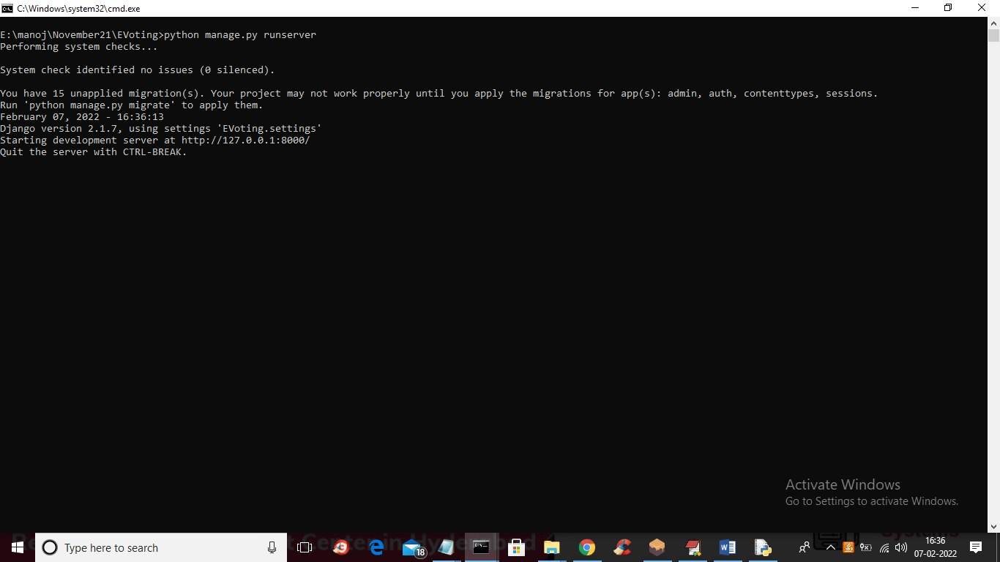 C:\Windows\system32\cmd.exe
E:\manoj\November21\EVoting>python manage.py runserver
Performing system checks...
System check identified no issues (0 silenced).
You have 15 unapplied migration(s). Your project may not work properly until you apply the migrations for app(s): admin, auth, contenttypes, sessions.
Run 'python manage.py migrate' to apply them.
February 07, 2022 - 16:36:13
Django version 2.1.7, using settings 'EVoting.settings'
Starting development server at http://127.0.0.1:8000/
Quit the server with CTRL-BREAK.
Activate Windows
Go to Settings to activate Windows.
Type here to search
18
16:36
07-02-2022